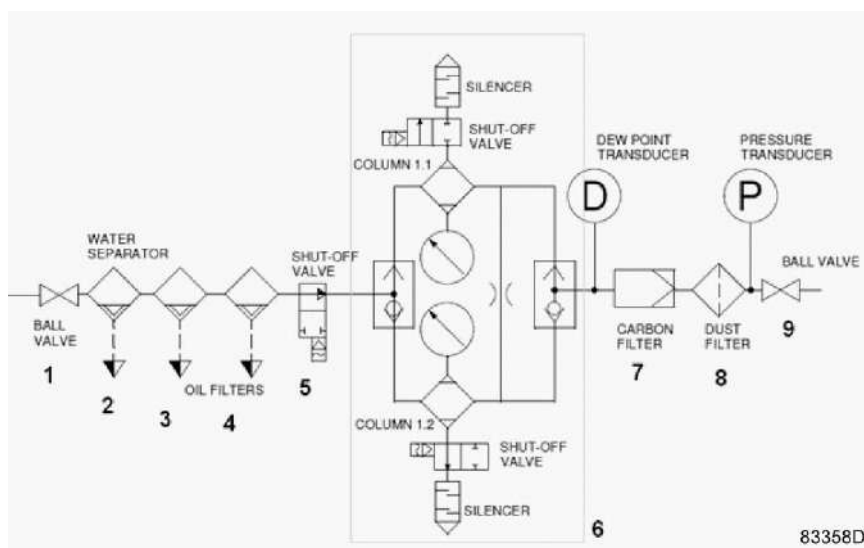 SILENCER
SHUT-OFF
VALVE
COLUMN 1.1
DEW POINT
TRANSDUCER
D
PRESSURE
TRANSDUCER
P
WATER
SEPARATOR
SHUT-OFF
VALVE
BALL VALVE
BALL
VALVE
1
2
3
OIL FILTERS
4
5
CARBON
FILTER
7
DUST
FILTER
8
9
COLUMN 1.2
SHUT-OFF
VALVE
SILENCER
6
83358D